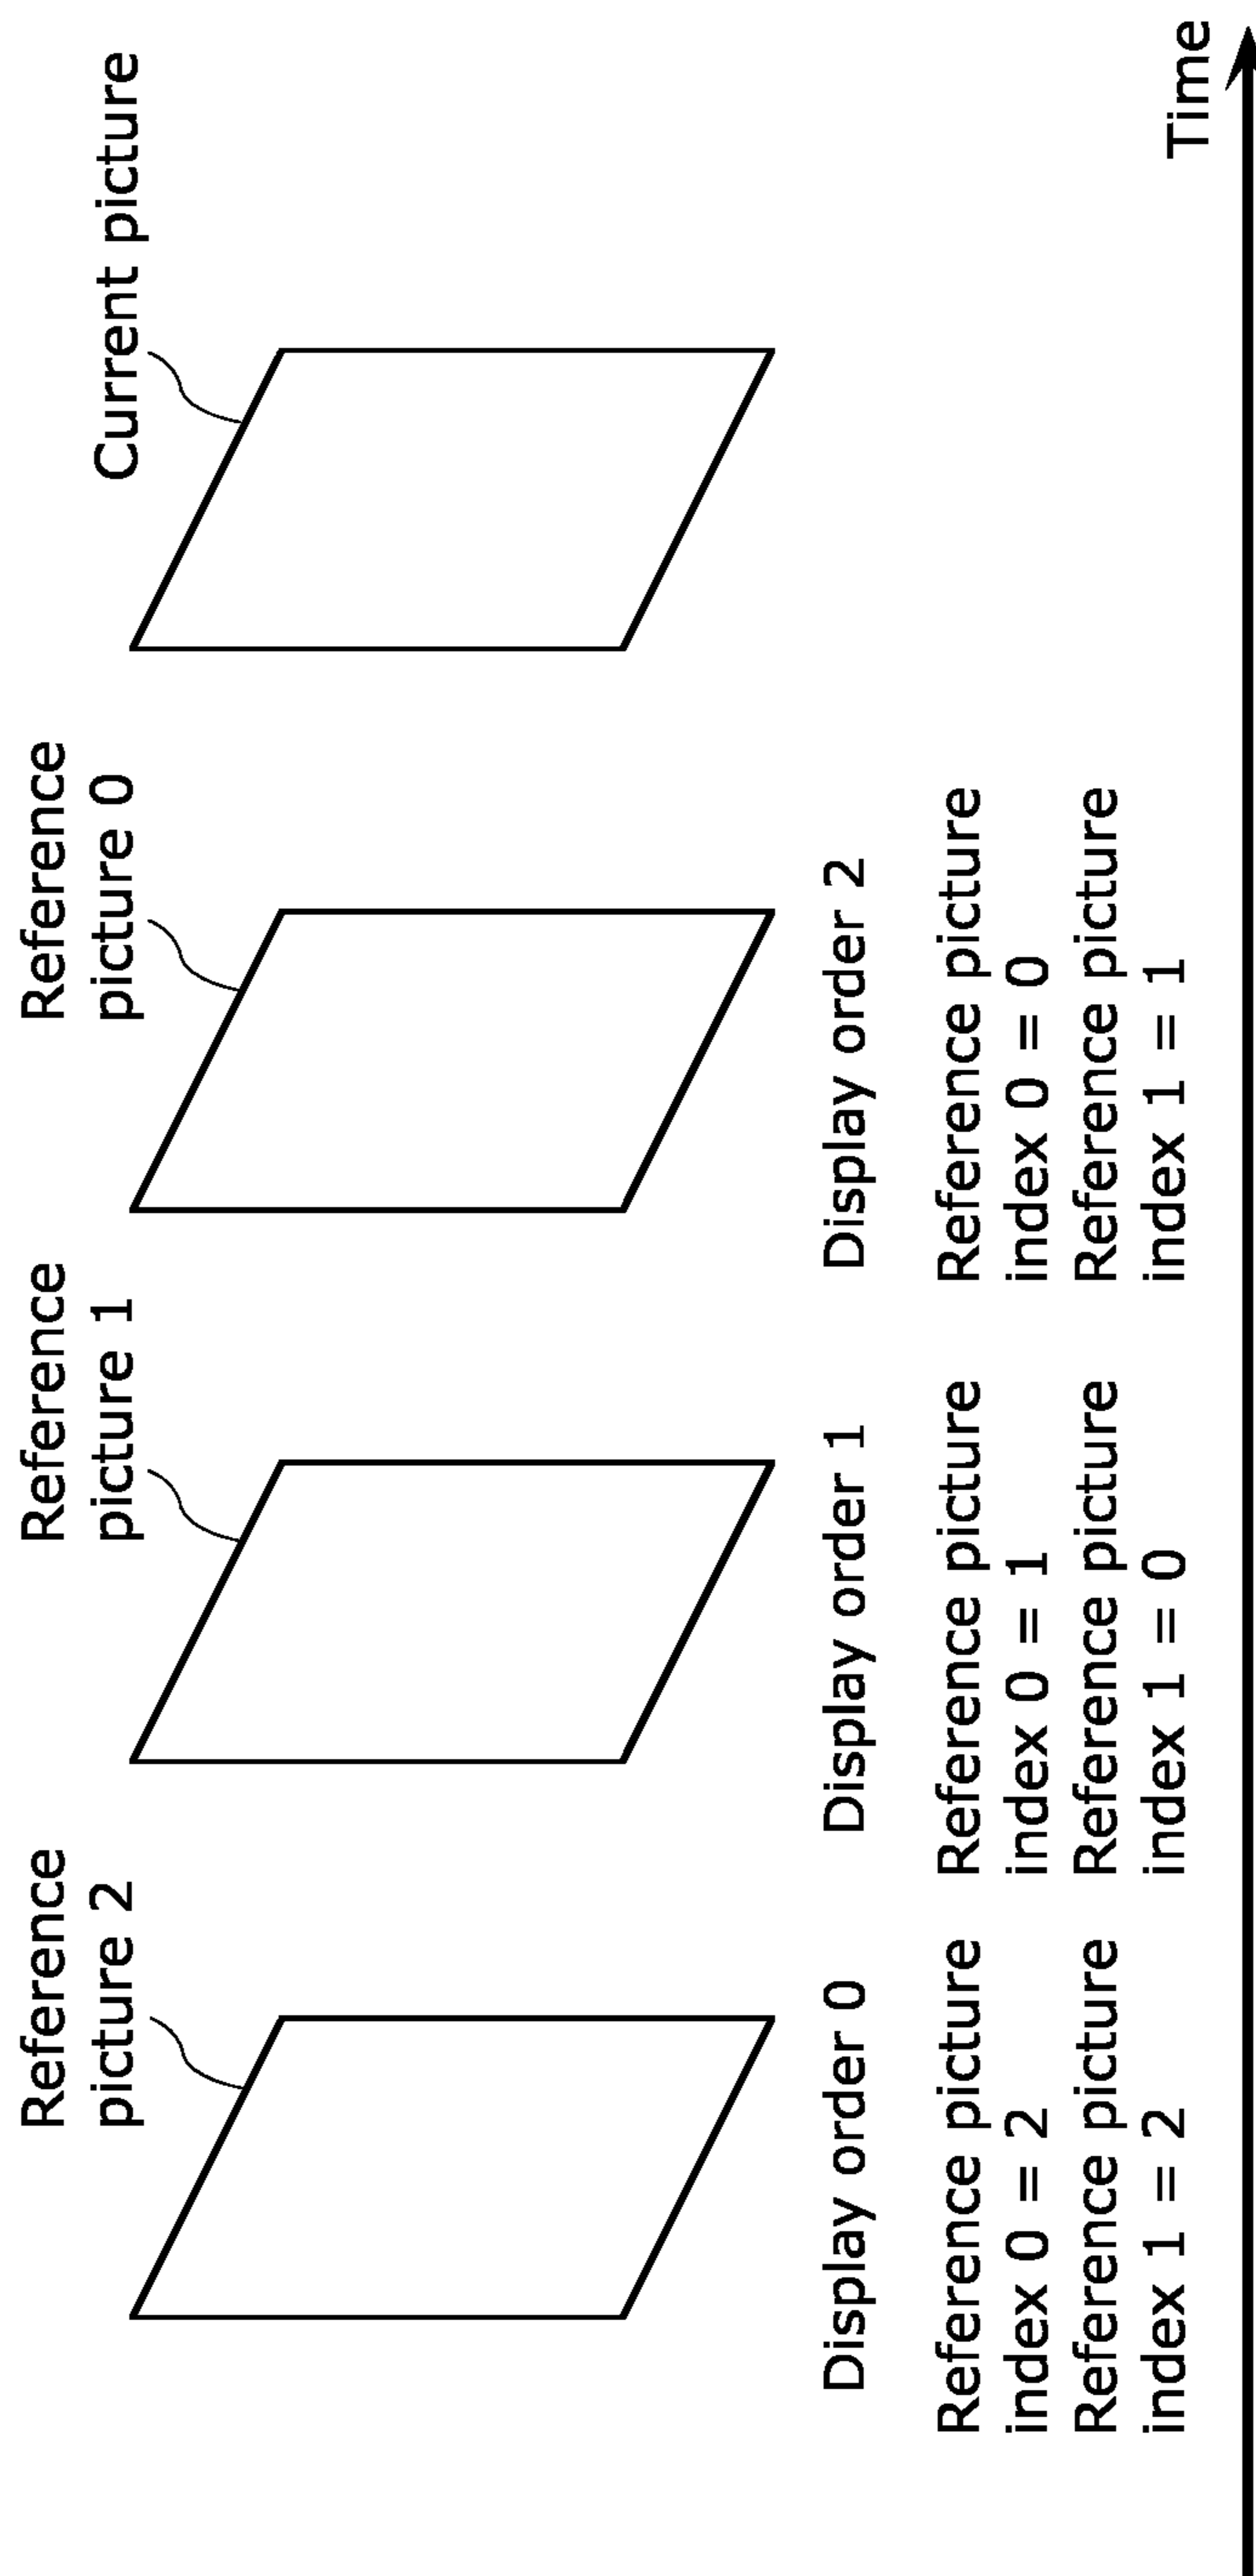 Reference
picture 2
Reference
picture 1
Reference
picture 0
Current picture
Display order 0
Display order 1
Display order 2
Reference picture
index 0 = 2
Reference picture
index 1 = 2
Reference picture
index 0 = 1
Reference picture
index 1 = 0
Reference picture
index 0 = 0
Reference picture
index 1 = 1
Time